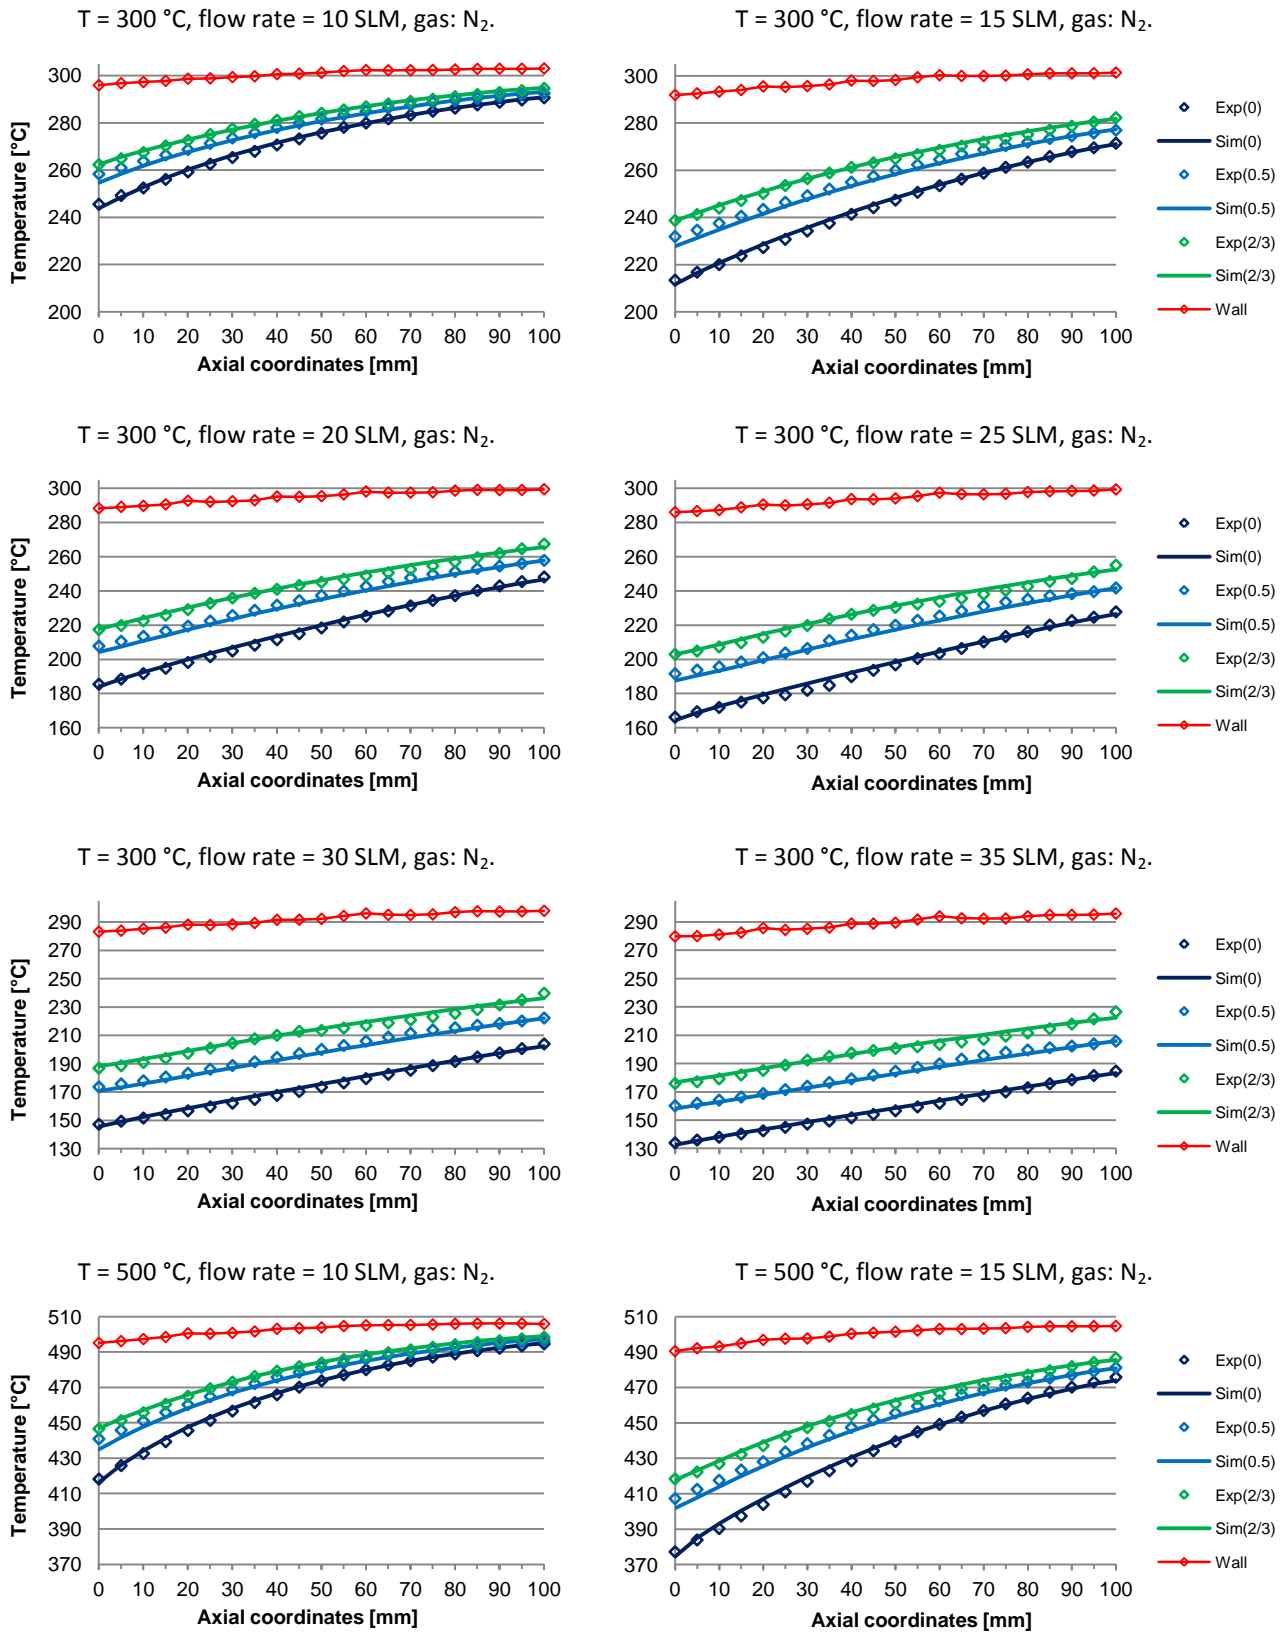 T = 300 °C, flow rate = 10 SLM, gas: N₂.
T = 300 °C, flow rate = 15 SLM, gas: N₂.
Temperature [°C]
300
280
260
240
220
200
0 10 20 30 40 50 60 70 80 90 100
Axial coordinates [mm]
300
280
260
240
220
200
0 10 20 30 40 50 60 70 80 90 100
Axial coordinates [mm]
Exp(0)
Sim(0)
Exp(0.5)
Sim(0.5)
Exp(2/3)
Sim(2/3)
Wall
T = 300 °C, flow rate = 20 SLM, gas: N₂.
T = 300 °C, flow rate = 25 SLM, gas: N₂.
Temperature [°C]
300
280
260
240
220
200
180
160
0 10 20 30 40 50 60 70 80 90 100
Axial coordinates [mm]
300
280
260
240
220
200
180
160
0 10 20 30 40 50 60 70 80 90 100
Axial coordinates [mm]
Exp(0)
Sim(0)
Exp(0.5)
Sim(0.5)
Exp(2/3)
Sim(2/3)
Wall
T = 300 °C, flow rate = 30 SLM, gas: N₂.
T = 300 °C, flow rate = 35 SLM, gas: N₂.
Temperature [°C]
290
270
250
230
210
190
170
150
130
0 10 20 30 40 50 60 70 80 90 100
Axial coordinates [mm]
290
270
250
230
210
190
170
150
130
0 10 20 30 40 50 60 70 80 90 100
Axial coordinates [mm]
Exp(0)
Sim(0)
Exp(0.5)
Sim(0.5)
Exp(2/3)
Sim(2/3)
Wall
T = 500 °C, flow rate = 10 SLM, gas: N₂.
T = 500 °C, flow rate = 15 SLM, gas: N₂.
Temperature [°C]
510
490
470
450
430
410
390
370
0 10 20 30 40 50 60 70 80 90 100
Axial coordinates [mm]
510
490
470
450
430
410
390
370
0 10 20 30 40 50 60 70 80 90 100
Axial coordinates [mm]
Exp(0)
Sim(0)
Exp(0.5)
Sim(0.5)
Exp(2/3)
Sim(2/3)
Wall